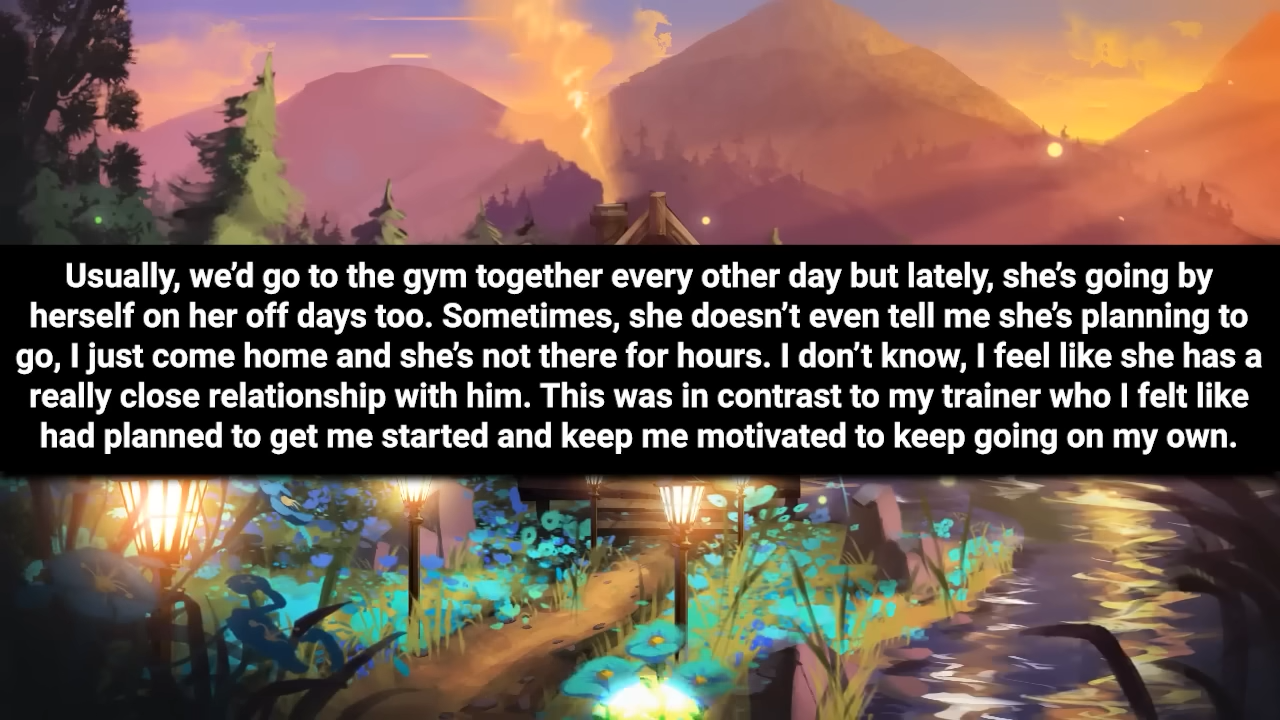 Usually, we’d go to the gym together every other day but lately, she’s going by
herself on her off days too. Sometimes, she doesn’t even tell me she’s planning to
go, I just come home and she’s not there for hours. I don’t know, I feel like she has a
really close relationship with him. This was in contrast to my trainer who I felt like
had planned to get me started and keep me motivated to keep going on my own.